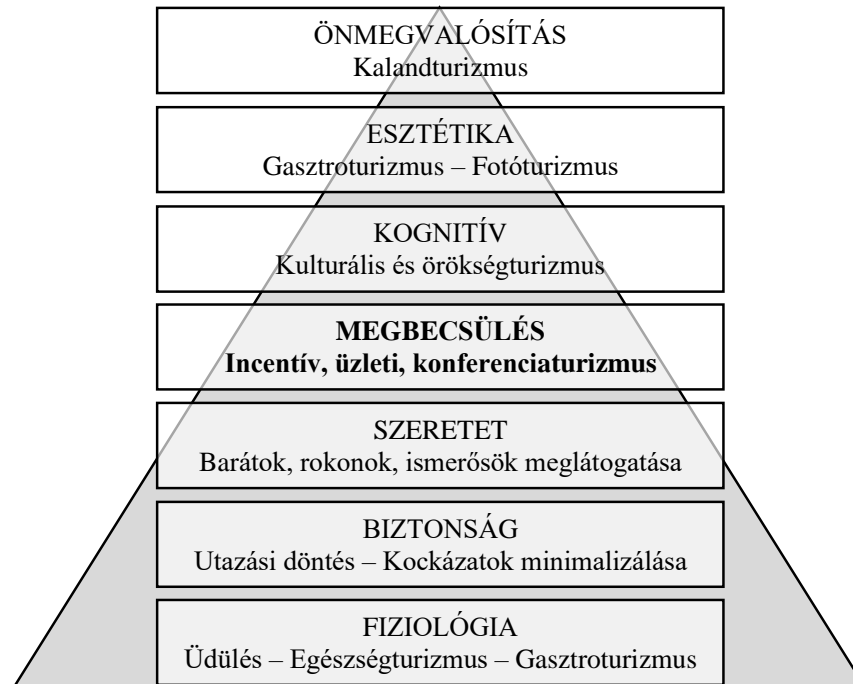 ÖNMEGVALÓSÍTÁS
Kalandturizmus
ESZTÉTIKA
Gasztroturizmus – Fotóturizmus
KOGNITÍV
Kulturális és örökségturizmus
MEGBECSÜLÉS
Incentív, üzleti, konferenciaturizmus
SZERETET
Barátok, rokonok, ismerősök meglátogatása
BIZTONSÁG
Utazási döntés – Kockázatok minimalizálása
FIZIOLÓGIA
Üdülés – Egészségturizmus – Gasztroturizmus